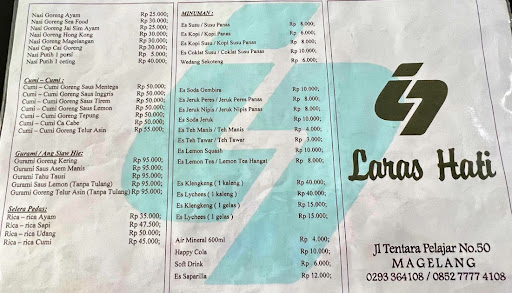 Nasi Goreng Ayam Rp 25.000;
Nasi Goreng Sea Food Rp 30.000;
Nasi Goreng Jai Sim Ayam Rp 25.000;
Nasi Goreng Hong Kong Rp 30.000;
Nasi Goreng Magelangan Rp 30.000;
Nasi Cap Cai Goreng Rp 30.000;
Nasi Putih 1 porsi Rp 5.000;
Nasi Putih 1 ceting Rp 40.000;
Cumi – Cumi :
Cumi – Cumi Goreng Saus Mentega Rp 50,000;
Cumi – Cumi Goreng Saus Inggris Rp 50.000;
Cumi – Cumi Goreng Saus Tirem Rp 50,000;
Cumi – Cumi Goreng Saus Lemon Rp 50,000;
Cumi – Cumi Goreng Tepung Rp 50,000;
Cumi – Cumi Ca Cabe Rp 50.000;
Cumi – Cumi Goreng Telur Asin Rp 55.000;
Gurami / Ang Siaw Hie:
Gurami Goreng Kering Rp 95.000;
Gurami Saus Asem Manis Rp 95.000;
Gurami Tahu Tausi Rp 95.000;
Gurami Saus Lemon (Tanpa Tulang) Rp 95.000;
Gurami Goreng Telur Asin (Tanpa Tulang) Rp 95.000;
Selera Pedas:
Rica – rica Ayam Rp 35.000;
Rica – rica Sapi Rp 47,500;
Rica – rica Udang Rp 50.000;
Rica – rica Cumi Rp 45.000;
MINUMAN :
Es Susu / Susu Panas Rp 8.000;
Es Kopi / Kopi Panas Rp 6.000;
Es Kopi Susu / Kopi Susu Panas Rp 8.000;
Es Coklat Susu / Coklat Susu Panas Rp 10.000;
Wedang Sekoteng Rp 6.000;
Es Soda Gembira Rp 10.000;
Es Jeruk Peres / Jeruk Peres Panas Rp 8.000;
Es Jeruk Nipis / Jeruk Nipis Panas Rp 8.000;
Es Soda Jeruk Rp 10.000;
Es Teh Manis / Teh Manis Rp 4.000;
Es Teh Tawar / Teh Tawar Rp 3.000;
Es Lemon Squash Rp 10.000;
Es Lemon Tea / Lemon Tea Hangat Rp 8.000;
Es Klengkeng ( 1 kaleng ) Rp 40.000;
Es Lychees ( 1 kaleng ) Rp 40.000;
Es Klengkeng ( 1 gelas ) Rp 15.000;
Es Lychees ( 1 gelas ) Rp 15.000;
Air Mineral 600ml Rp 4.000;
Happy Cola Rp 10.000;
Soft Drink Rp 6.000;
Es Saparilla Rp 12.000;
Laras Hati
Jl Tentara Pelajar No.50
MAGELANG
0293 364108 / 0852 7777 4108